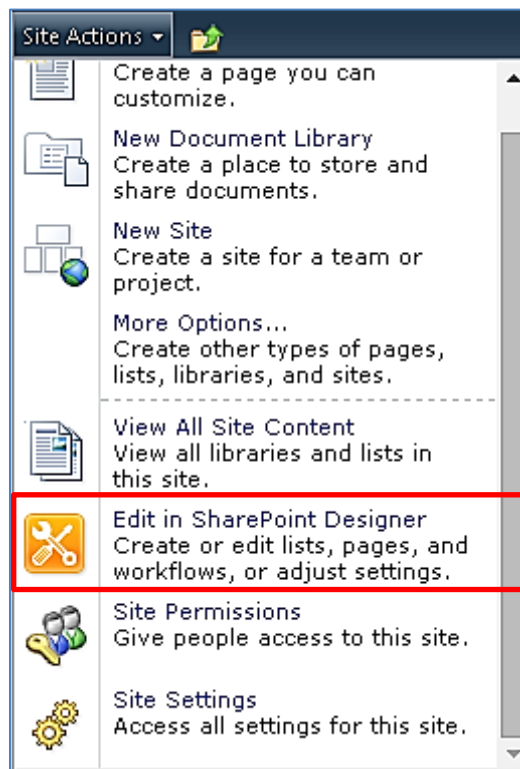 Site Actions
Create a page you can
customize.
New Document Library
Create a place to store and
share documents.
New Site
Create a site for a team or
project.
More Options...
Create other types of pages,
lists, libraries, and sites.
View All Site Content
View all libraries and lists in
this site.
Edit in SharePoint Designer
Create or edit lists, pages, and
workflows, or adjust settings.
Site Permissions
Give people access to this site.
Site Settings
Access all settings for this site.